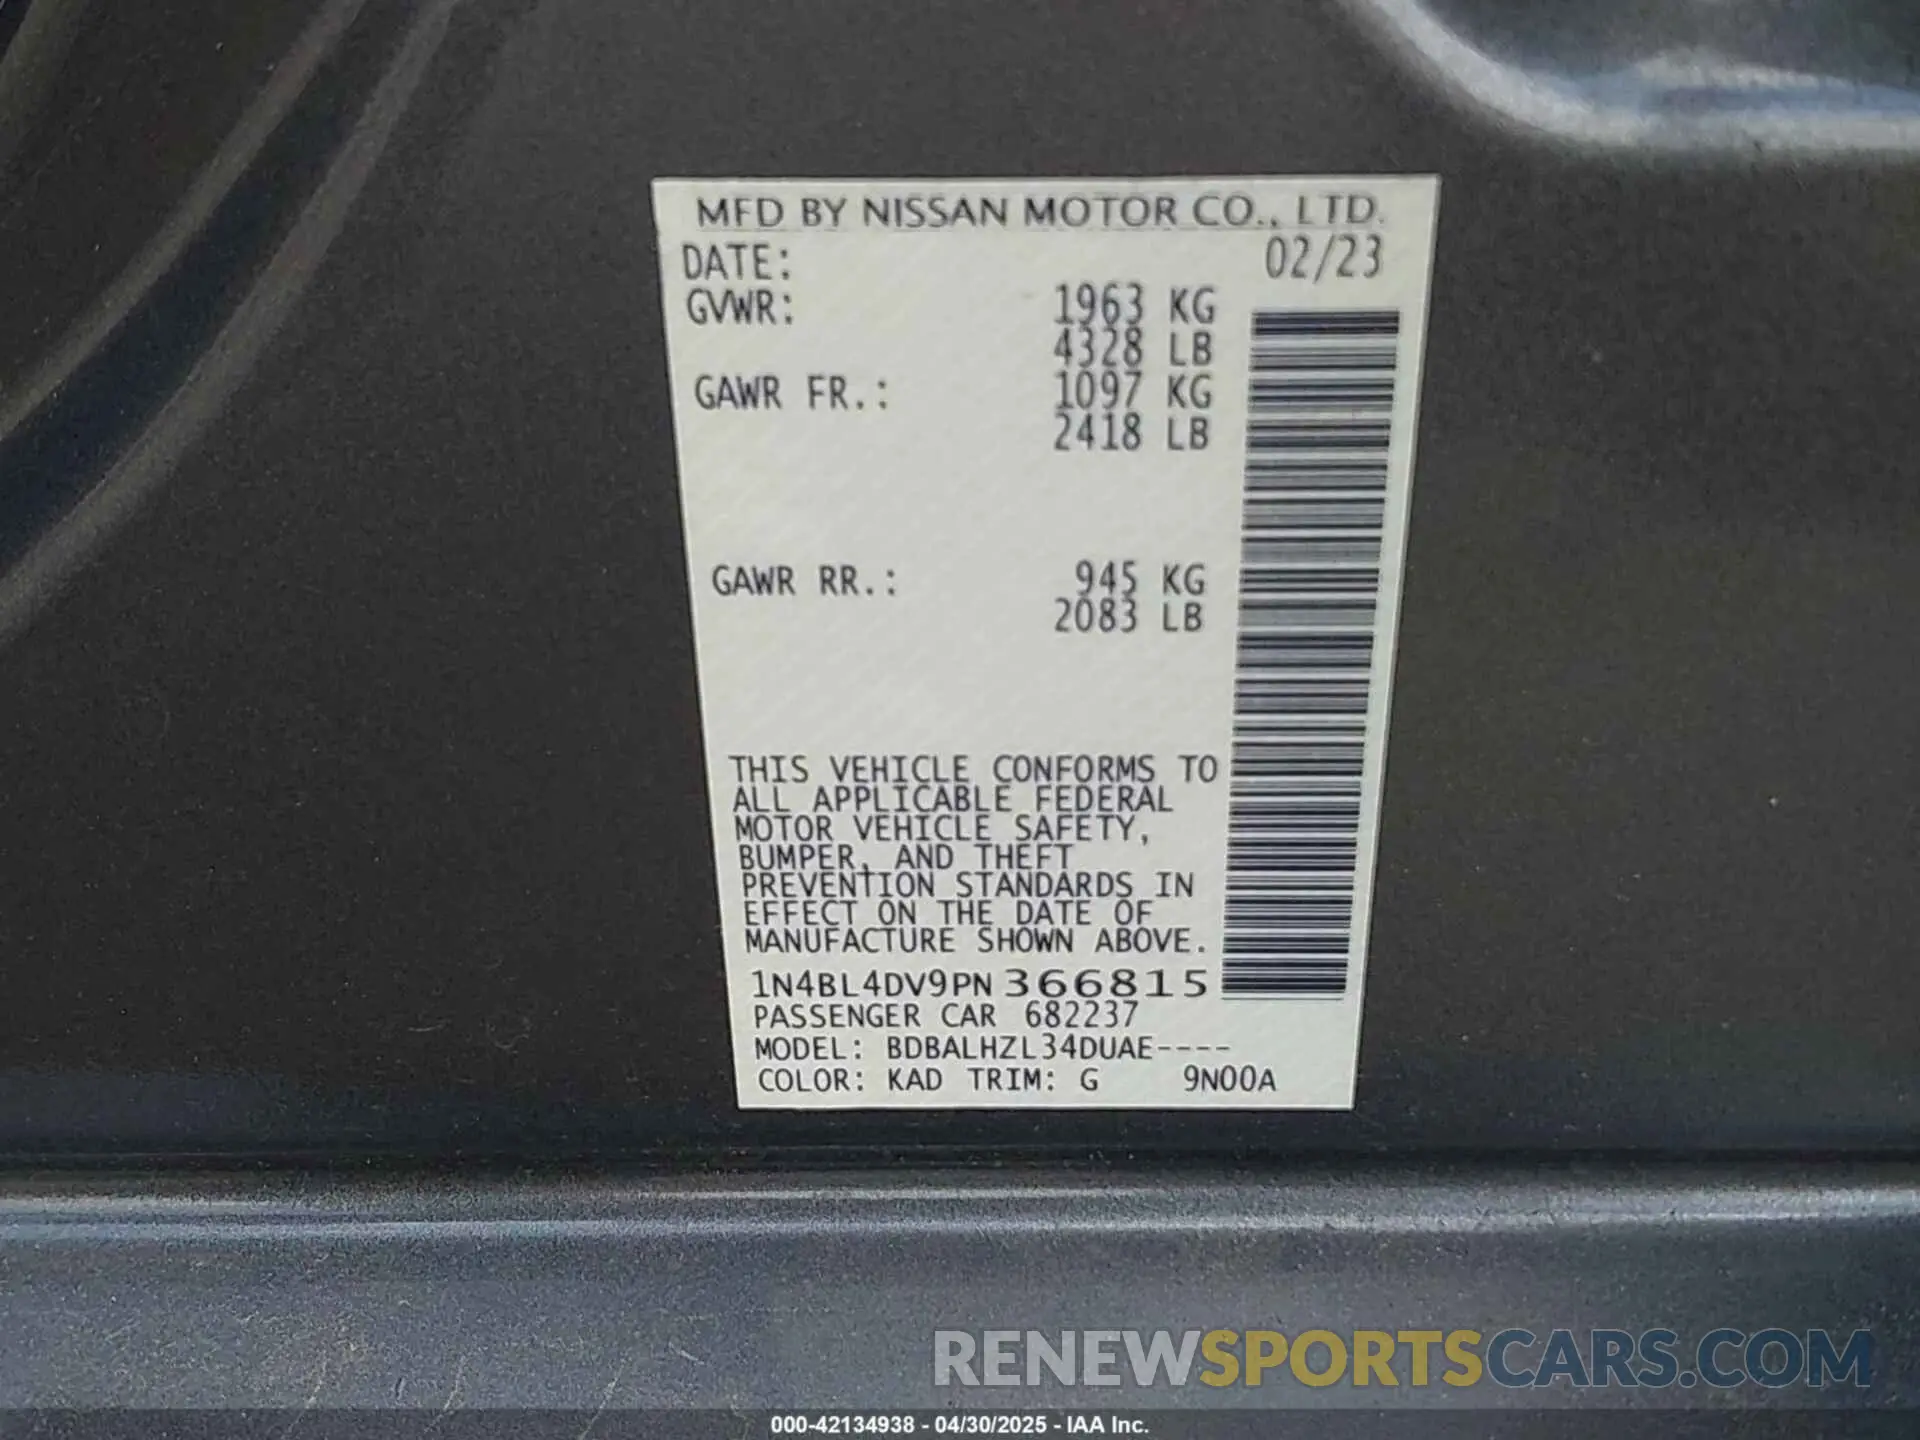 MFD BY NISSAN MOTOR CO., LTD.
DATE: 02/23
GVWR: 1963 KG
4328 LB
GAWR FR.: 1097 KG
2418 LB
GAWR RR.: 945 KG
2083 LB
THIS VEHICLE CONFORMS TO
ALL APPLICABLE FEDERAL
MOTOR VEHICLE SAFETY,
BUMPER, AND THEFT
PREVENTION STANDARDS IN
EFFECT ON THE DATE OF
MANUFACTURE SHOWN ABOVE.
1N4BL4DV9PN366815
PASSENGER CAR 682237
MODEL: BDBALHZL34DUAE----
COLOR: KAD TRIM: G 9N00A
RENEWSPORTSCARS.COM
000-42134938 - 04/30/2025 - IAA Inc.